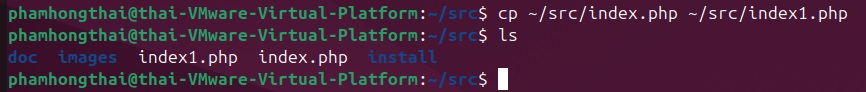 phamhongthai@thai-VMware-Virtual-Platform:~/src$ cp ~/src/index.php ~/src/index1.php
phamhongthai@thai-VMware-Virtual-Platform:~/src$ ls
doc  images  index1.php  index.php  install
phamhongthai@thai-VMware-Virtual-Platform:~/src$